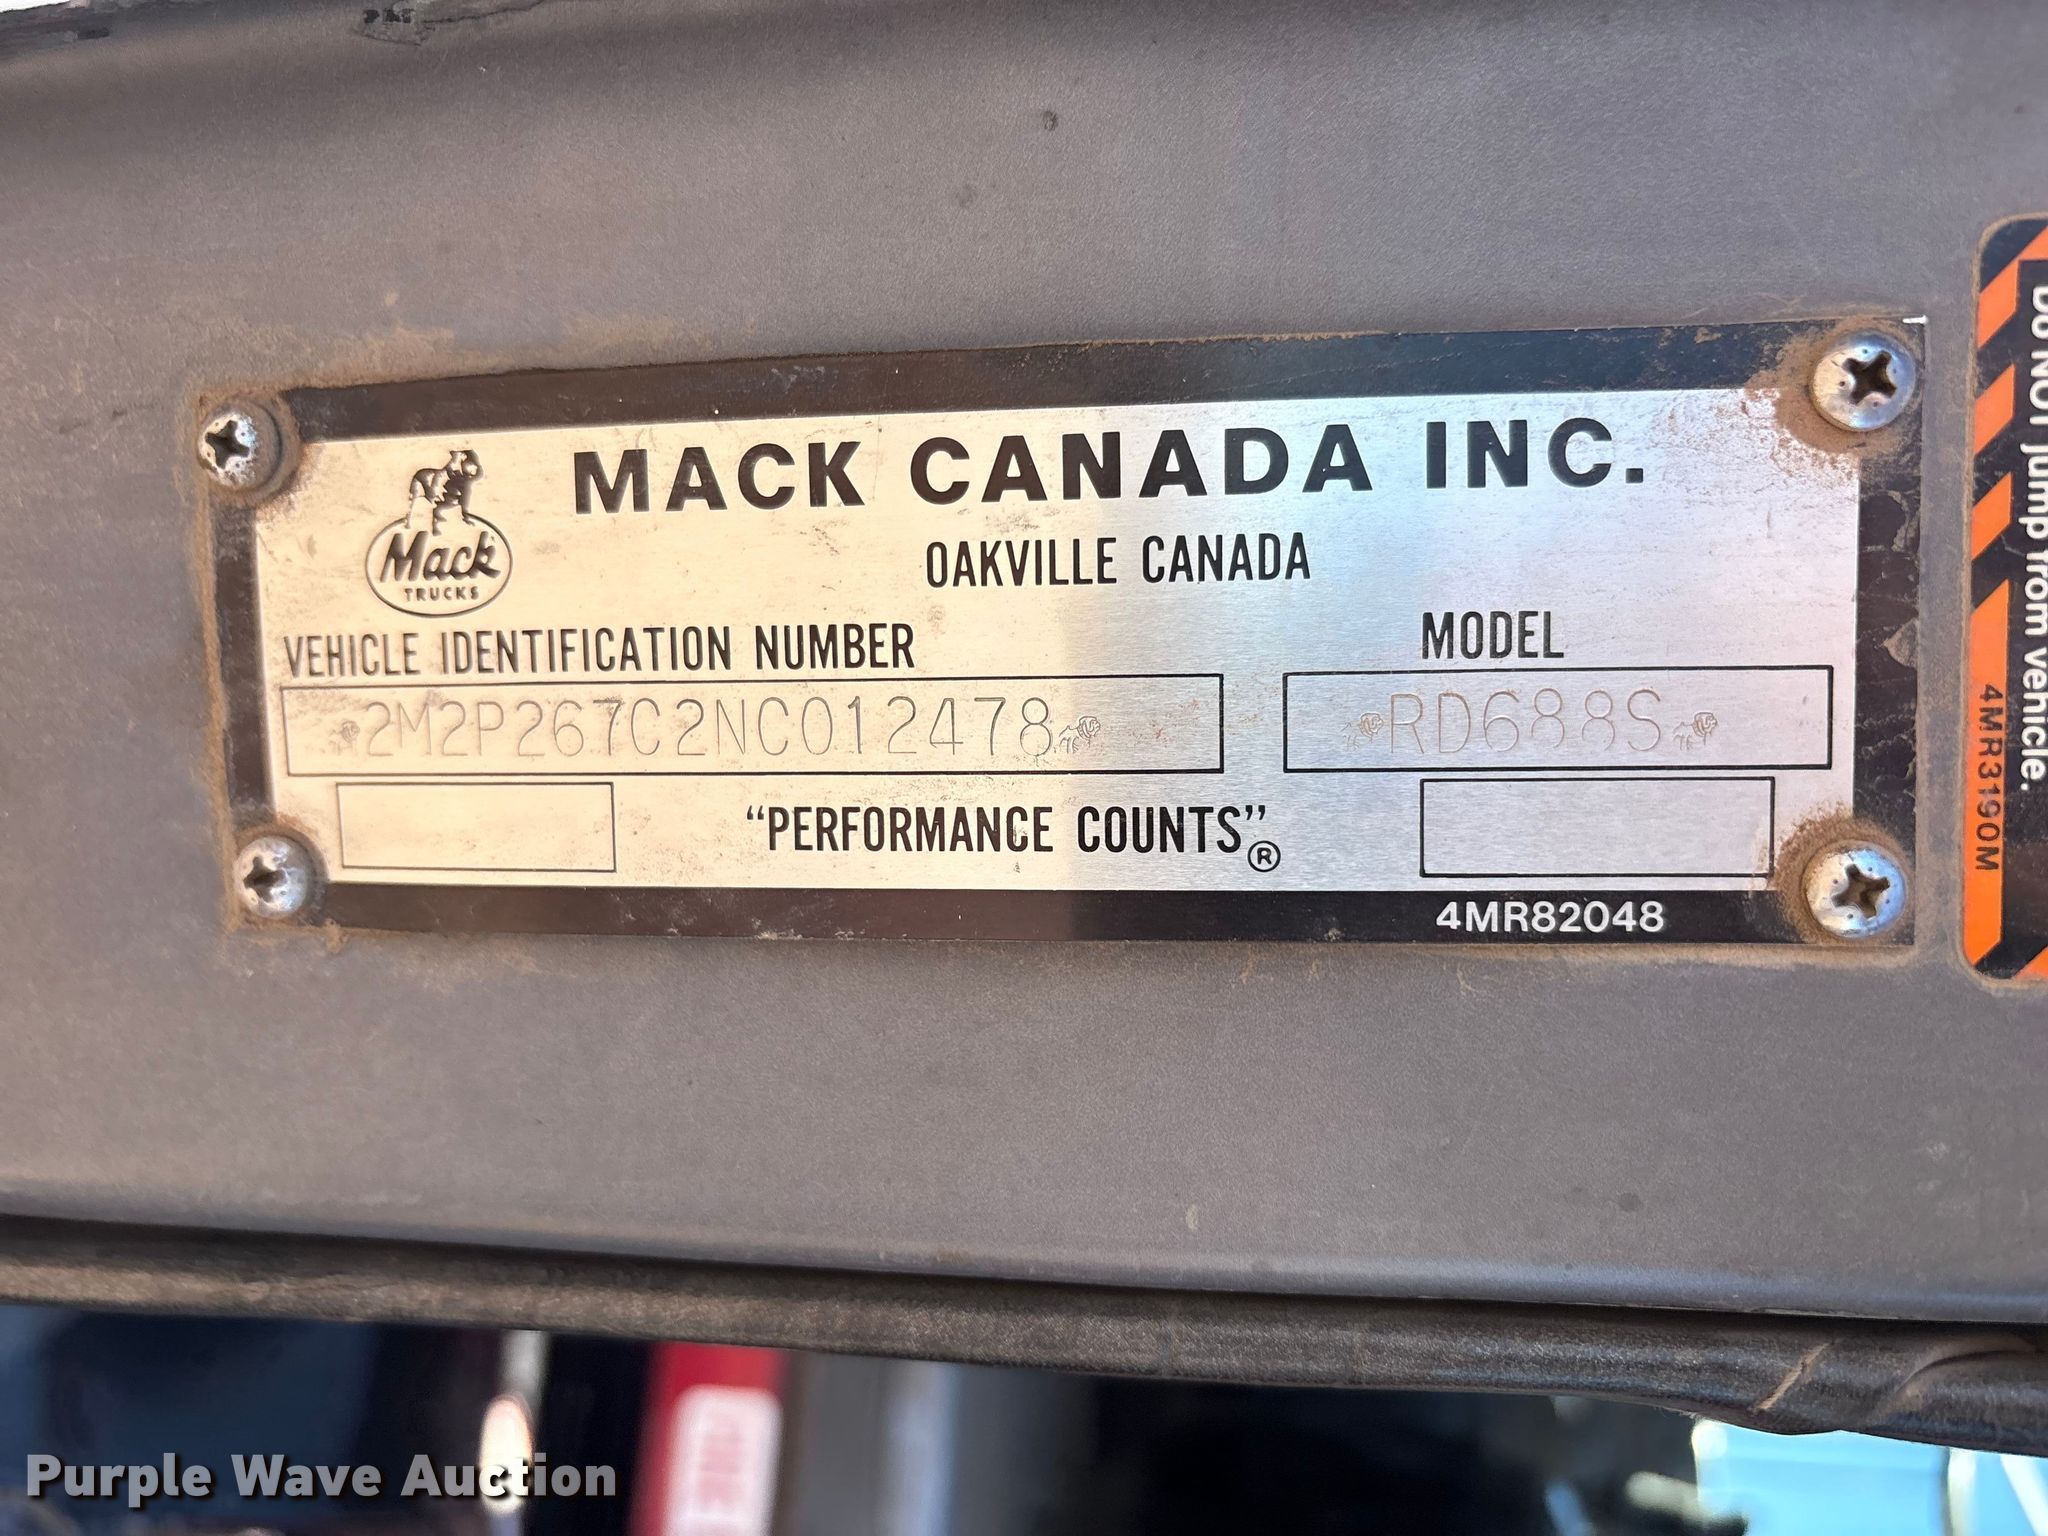 MACK CANADA INC.
Mack
TRUCKS
OAKVILLE CANADA
VEHICLE IDENTIFICATION NUMBER
MODEL
2M2P267C2NC012478
RD688S
"PERFORMANCE COUNTS"®
4MR82048
Do NOT jump from vehicle.
4MR3190M
Purple Wave Auction